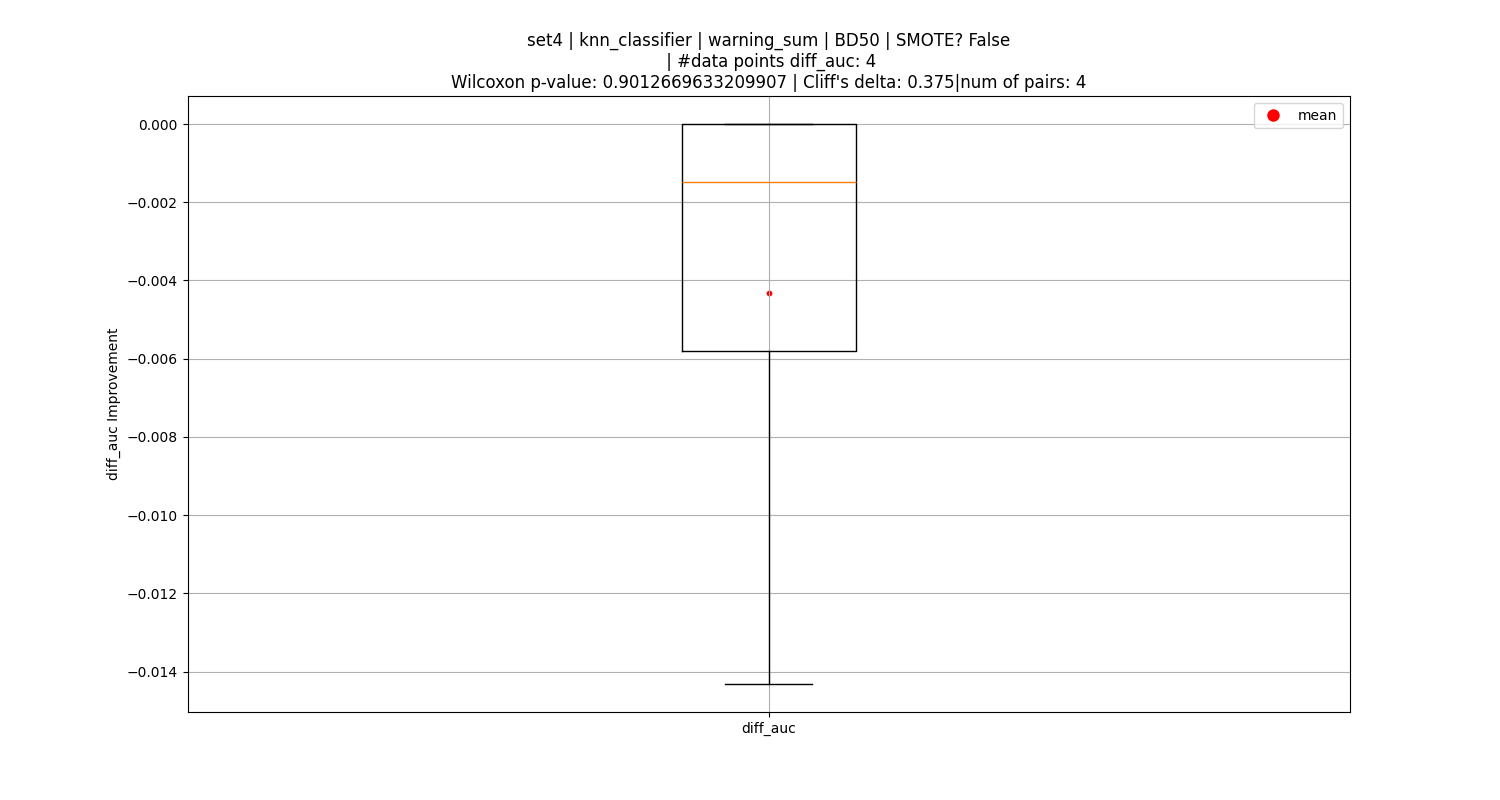 set4 | knn_classifier | warning_sum | BD50 | SMOTE? False
| #data points diff_auc: 4
Wilcoxon p-value: 0.9012669633209907 | Cliff's delta: 0.375|num of pairs: 4
mean
0.000
−0.002
−0.004
−0.006
−0.008
−0.010
−0.012
−0.014
diff_auc Improvement
diff_auc